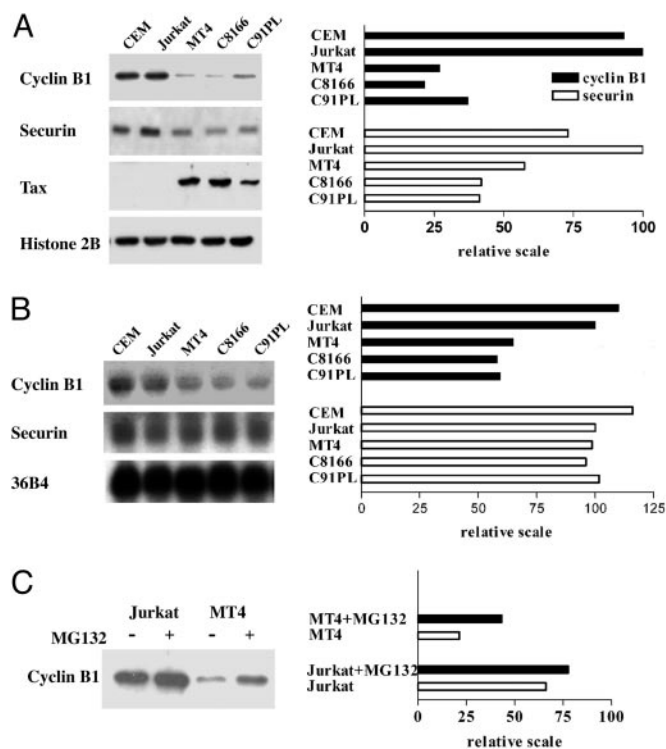 A
CEM Jurkat MT4 C8166 C91PL
Cyclin B1
Securin
Tax
Histone 2B
CEM
Jurkat
MT4
C8166
C91PL
cyclin B1
securin
CEM
Jurkat
MT4
C8166
C91PL
0 25 50 75 100
relative scale
B
CEM Jurkat MT4 C8166 C91PL
Cyclin B1
Securin
36B4
CEM
Jurkat
MT4
C8166
C91PL
CEM
Jurkat
MT4
C8166
C91PL
0 25 50 75 100 125
relative scale
C
Jurkat MT4
MG132 - + - +
Cyclin B1
MT4+MG132
MT4
Jurkat+MG132
Jurkat
0 25 50 75 100
relative scale